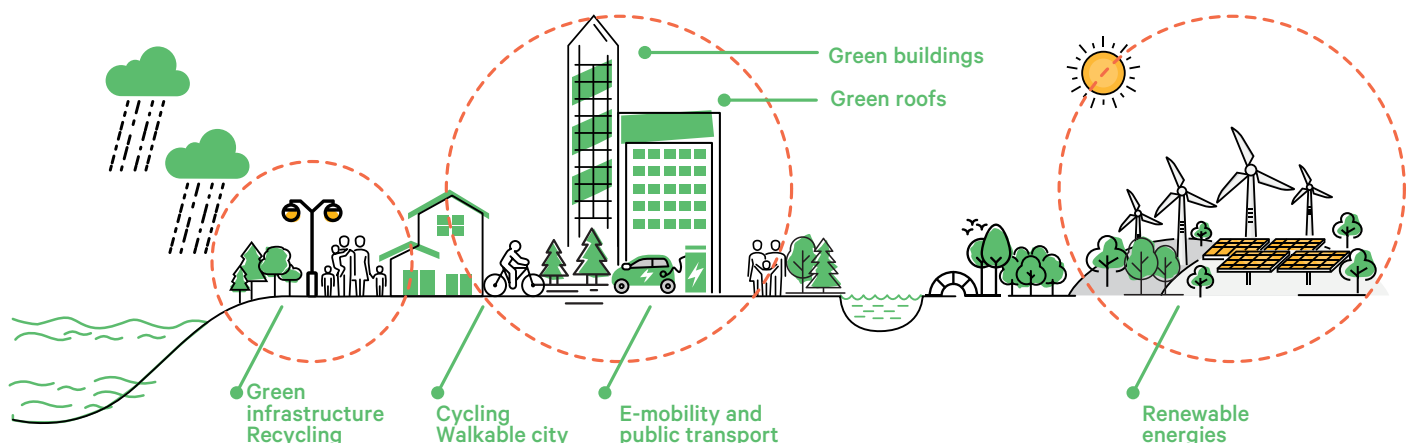 Green buildings
Green roofs
Green
infrastructure
Recycling
Cycling
Walkable city
E-mobility and
public transport
Renewable
energies